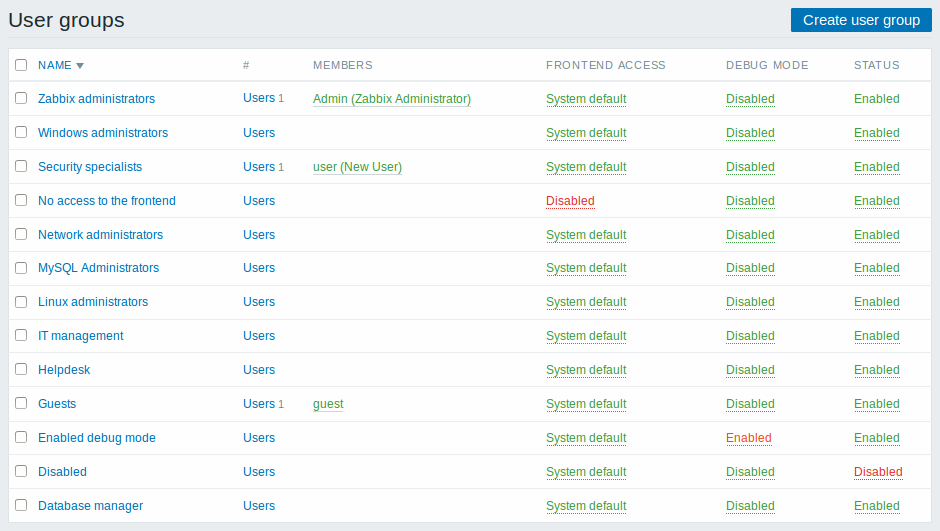 User groups Create user group
NAME # MEMBERS FRONTEND ACCESS DEBUG MODE STATUS
Zabbix administrators Users 1 Admin (Zabbix Administrator) System default Disabled Enabled
Windows administrators Users System default Disabled Enabled
Security specialists Users 1 user (New User) System default Disabled Enabled
No access to the frontend Users Disabled Disabled Enabled
Network administrators Users System default Disabled Enabled
MySQL Administrators Users System default Disabled Enabled
Linux administrators Users System default Disabled Enabled
IT management Users System default Disabled Enabled
Helpdesk Users System default Disabled Enabled
Guests Users 1 guest System default Disabled Enabled
Enabled debug mode Users System default Enabled Enabled
Disabled Users System default Disabled Disabled
Database manager Users System default Disabled Enabled